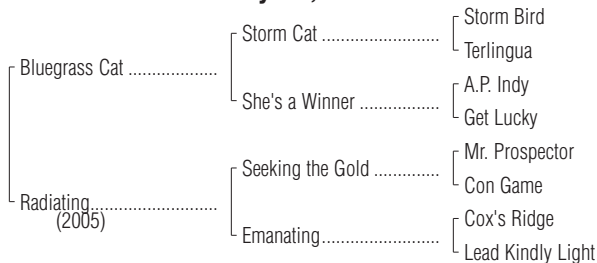 Storm Bird
Storm Cat ......................
Terlingua
Bluegrass Cat ..................
A.P. Indy
She's a Winner ................
Get Lucky
Mr. Prospector
Seeking the Gold .............
Con Game
Radiating.........................
(2005)
Cox's Ridge
Emanating.......................
Lead Kindly Light